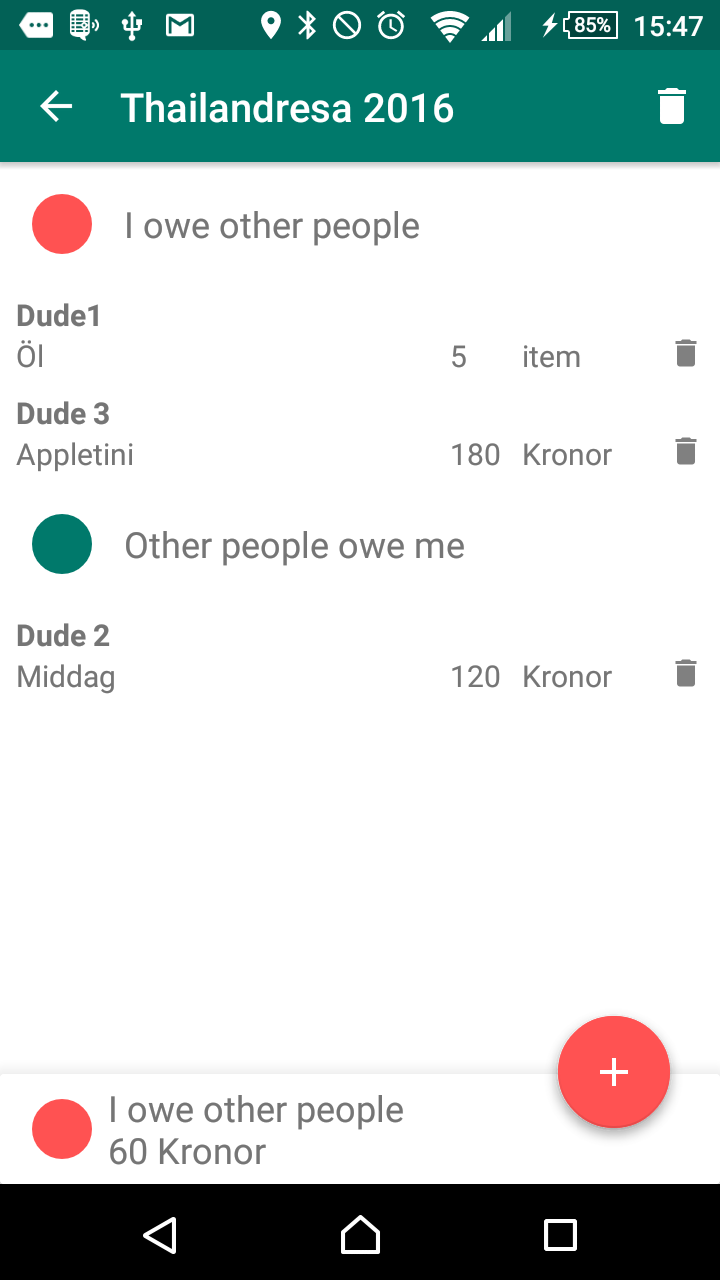 85% 15:47
Thailandresa 2016
I owe other people
Dude1
Öl 5 item
Dude 3
Appletini 180 Kronor
Other people owe me
Dude 2
Middag 120 Kronor
I owe other people
60 Kronor